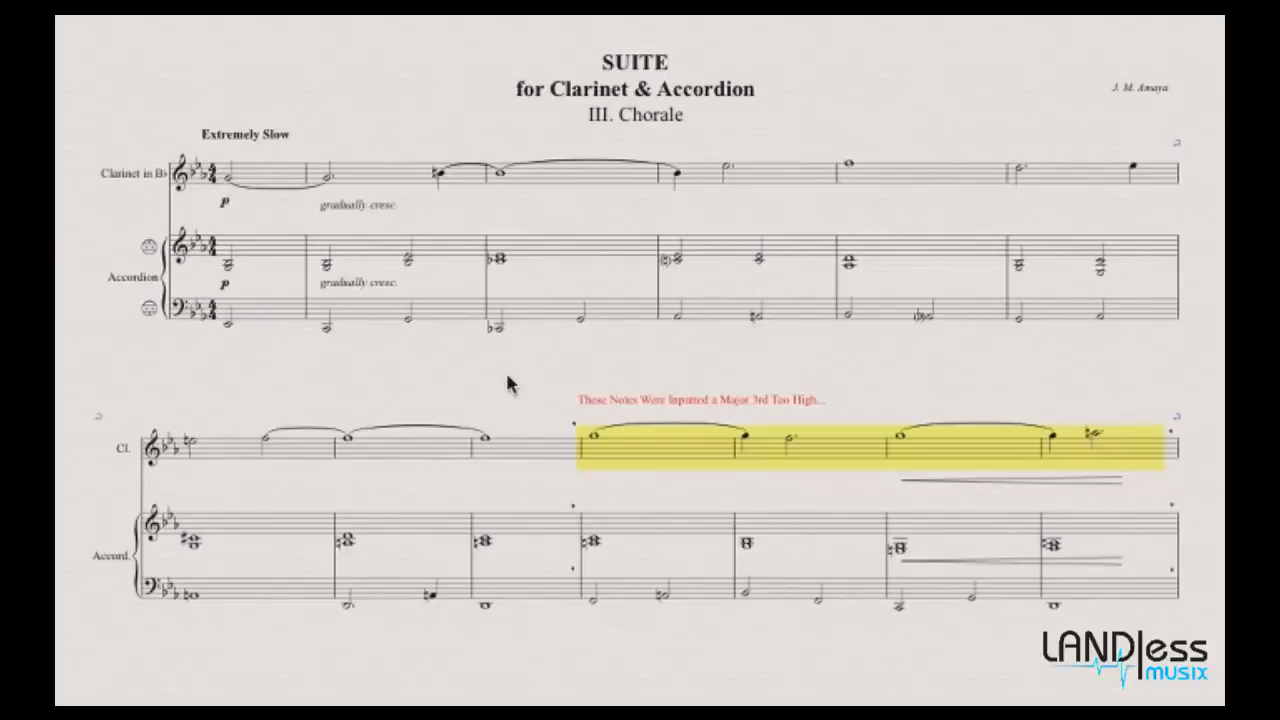 SUITE
for Clarinet & Accordion
III. Chorale
J. M. Amaya
Extremely Slow
Clarinet in B♭
p
gradually cresc.
Accordion
p
gradually cresc.
These Notes Were Inputted a Major 3rd Too High...
Cl.
Accord.
LANDless
musix